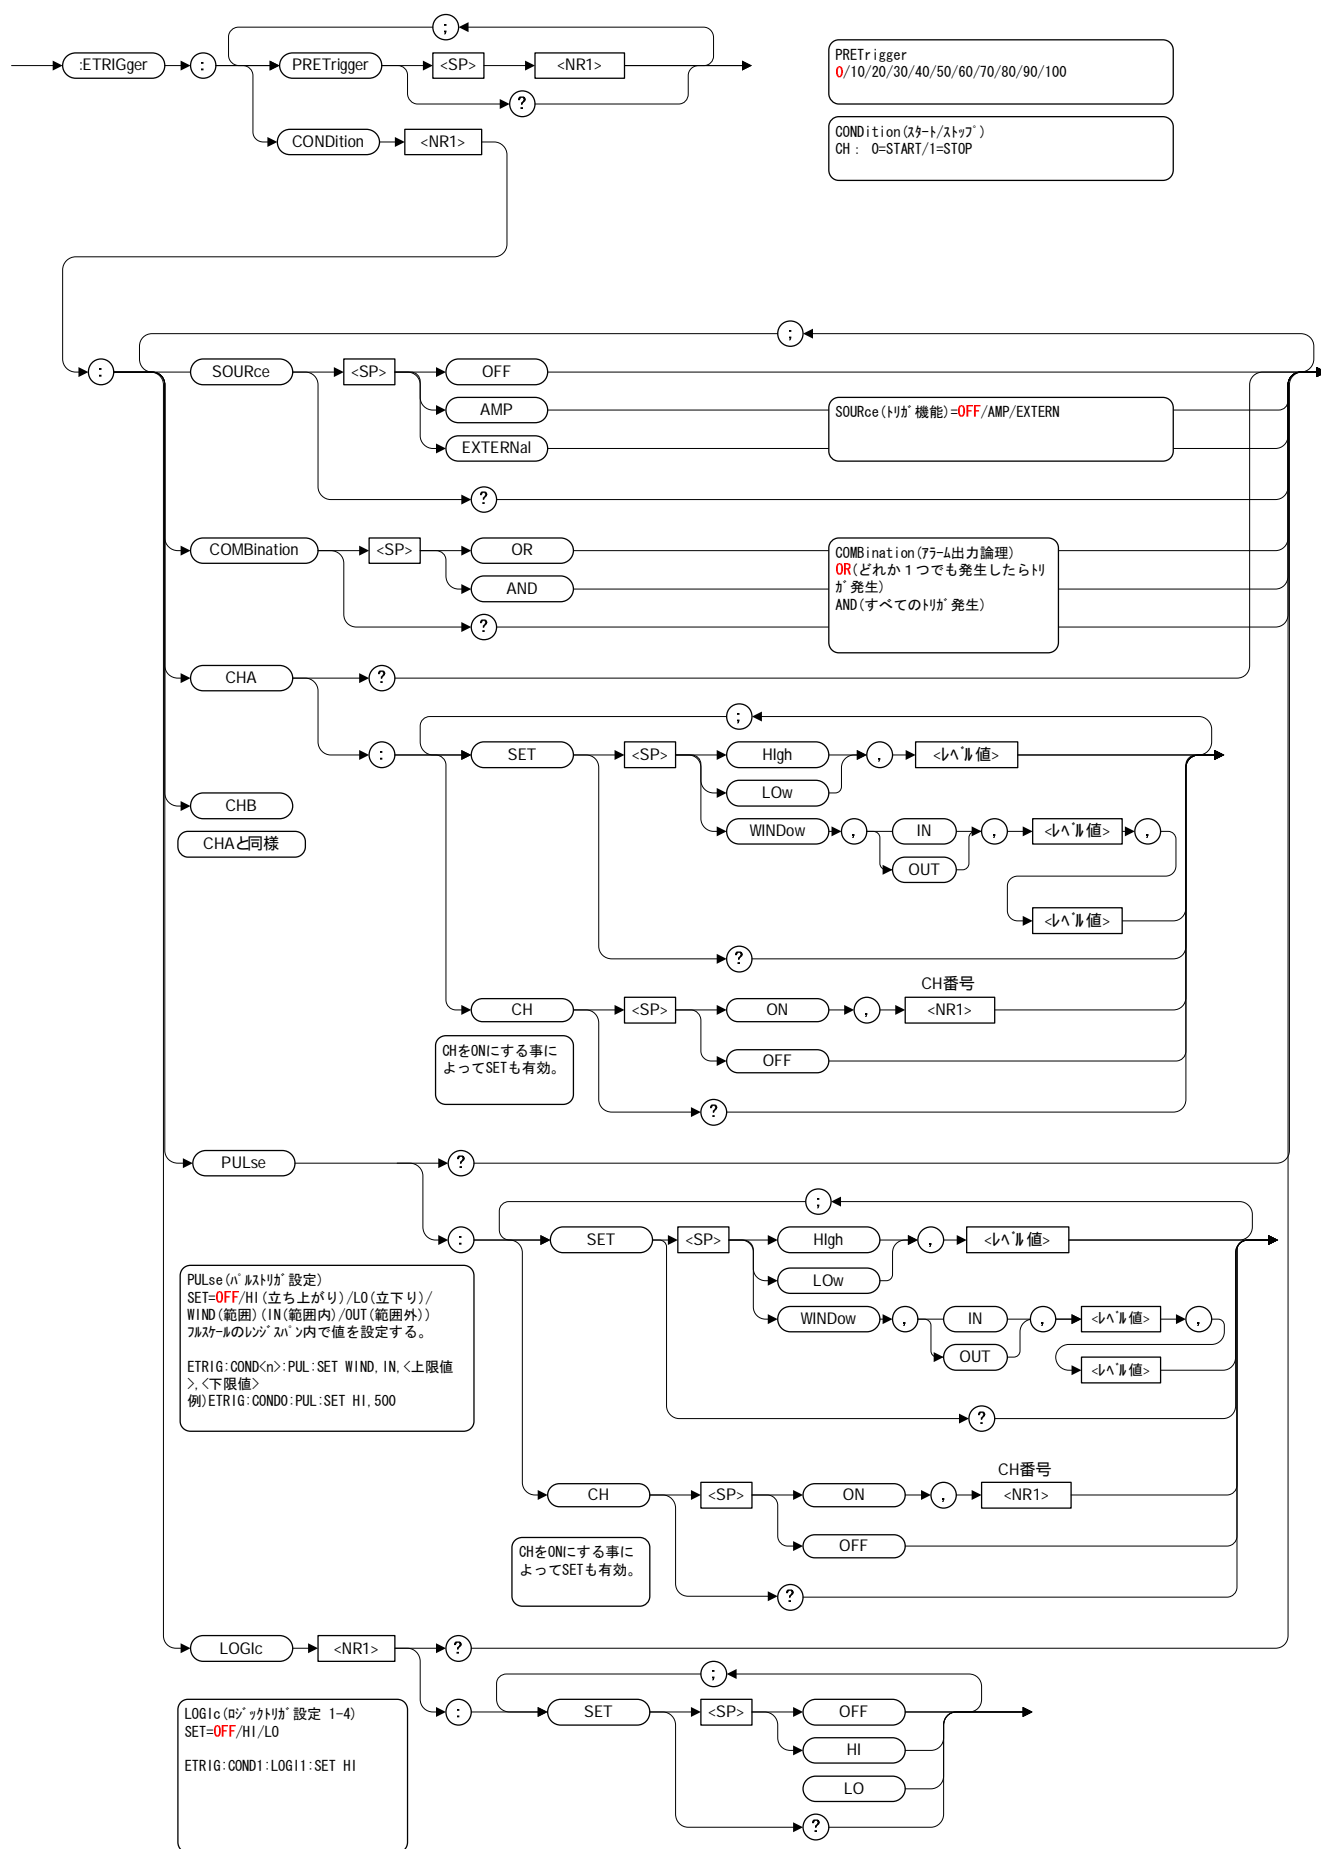 ;
:ETRIGger : PRETrigger <SP> <NR1>
?
CONDition <NR1>
PRETrigger
0/10/20/30/40/50/60/70/80/90/100
CONDition(ｽﾀｰﾄ/ｽﾄｯﾌﾟ)
CH: 0=START/1=STOP
;
: SOURce <SP> OFF
AMP
EXTERNal
?
SOURce(ﾄﾘｶﾞ機能)=OFF/AMP/EXTERN
COMBination <SP> OR
AND
?
COMBination(ｱﾗｰﾑ出力論理)
OR(どれか１つでも発生したらﾄﾘ
ｶﾞ発生)
AND(すべてのﾄﾘｶﾞ発生)
CHA ?
;
: SET <SP> HIgh , <ﾚﾍﾞﾙ値>
LOw
WINDow , IN , <ﾚﾍﾞﾙ値> ,
OUT
<ﾚﾍﾞﾙ値>
?
CHB
CHAと同様
CH番号
CH <SP> ON , <NR1>
OFF
?
CHをONにする事に
よってSETも有効。
PULse ?
;
: SET <SP> HIgh , <ﾚﾍﾞﾙ値>
LOw
WINDow , IN , <ﾚﾍﾞﾙ値> ,
OUT <ﾚﾍﾞﾙ値>
?
PULse(ﾊﾟﾙｽﾄﾘｶﾞ設定)
SET=OFF/HI(立ち上がり)/LO(立下り)/
WIND(範囲)(IN(範囲内)/OUT(範囲外))
ﾌﾙｽｹｰﾙのﾚﾝｼﾞｽﾊﾟﾝ内で値を設定する。
ETRIG:COND<n>:PUL:SET WIND,IN,<上限値
>,<下限値>
例)ETRIG:COND0:PUL:SET HI,500
CH番号
CH <SP> ON , <NR1>
OFF
?
CHをONにする事に
よってSETも有効。
LOGIc <NR1> ?
;
: SET <SP> OFF
HI
LO
?
LOGIc(ﾛｼﾞｯｸﾄﾘｶﾞ設定 1-4)
SET=OFF/HI/LO
ETRIG:COND1:LOGI1:SET HI